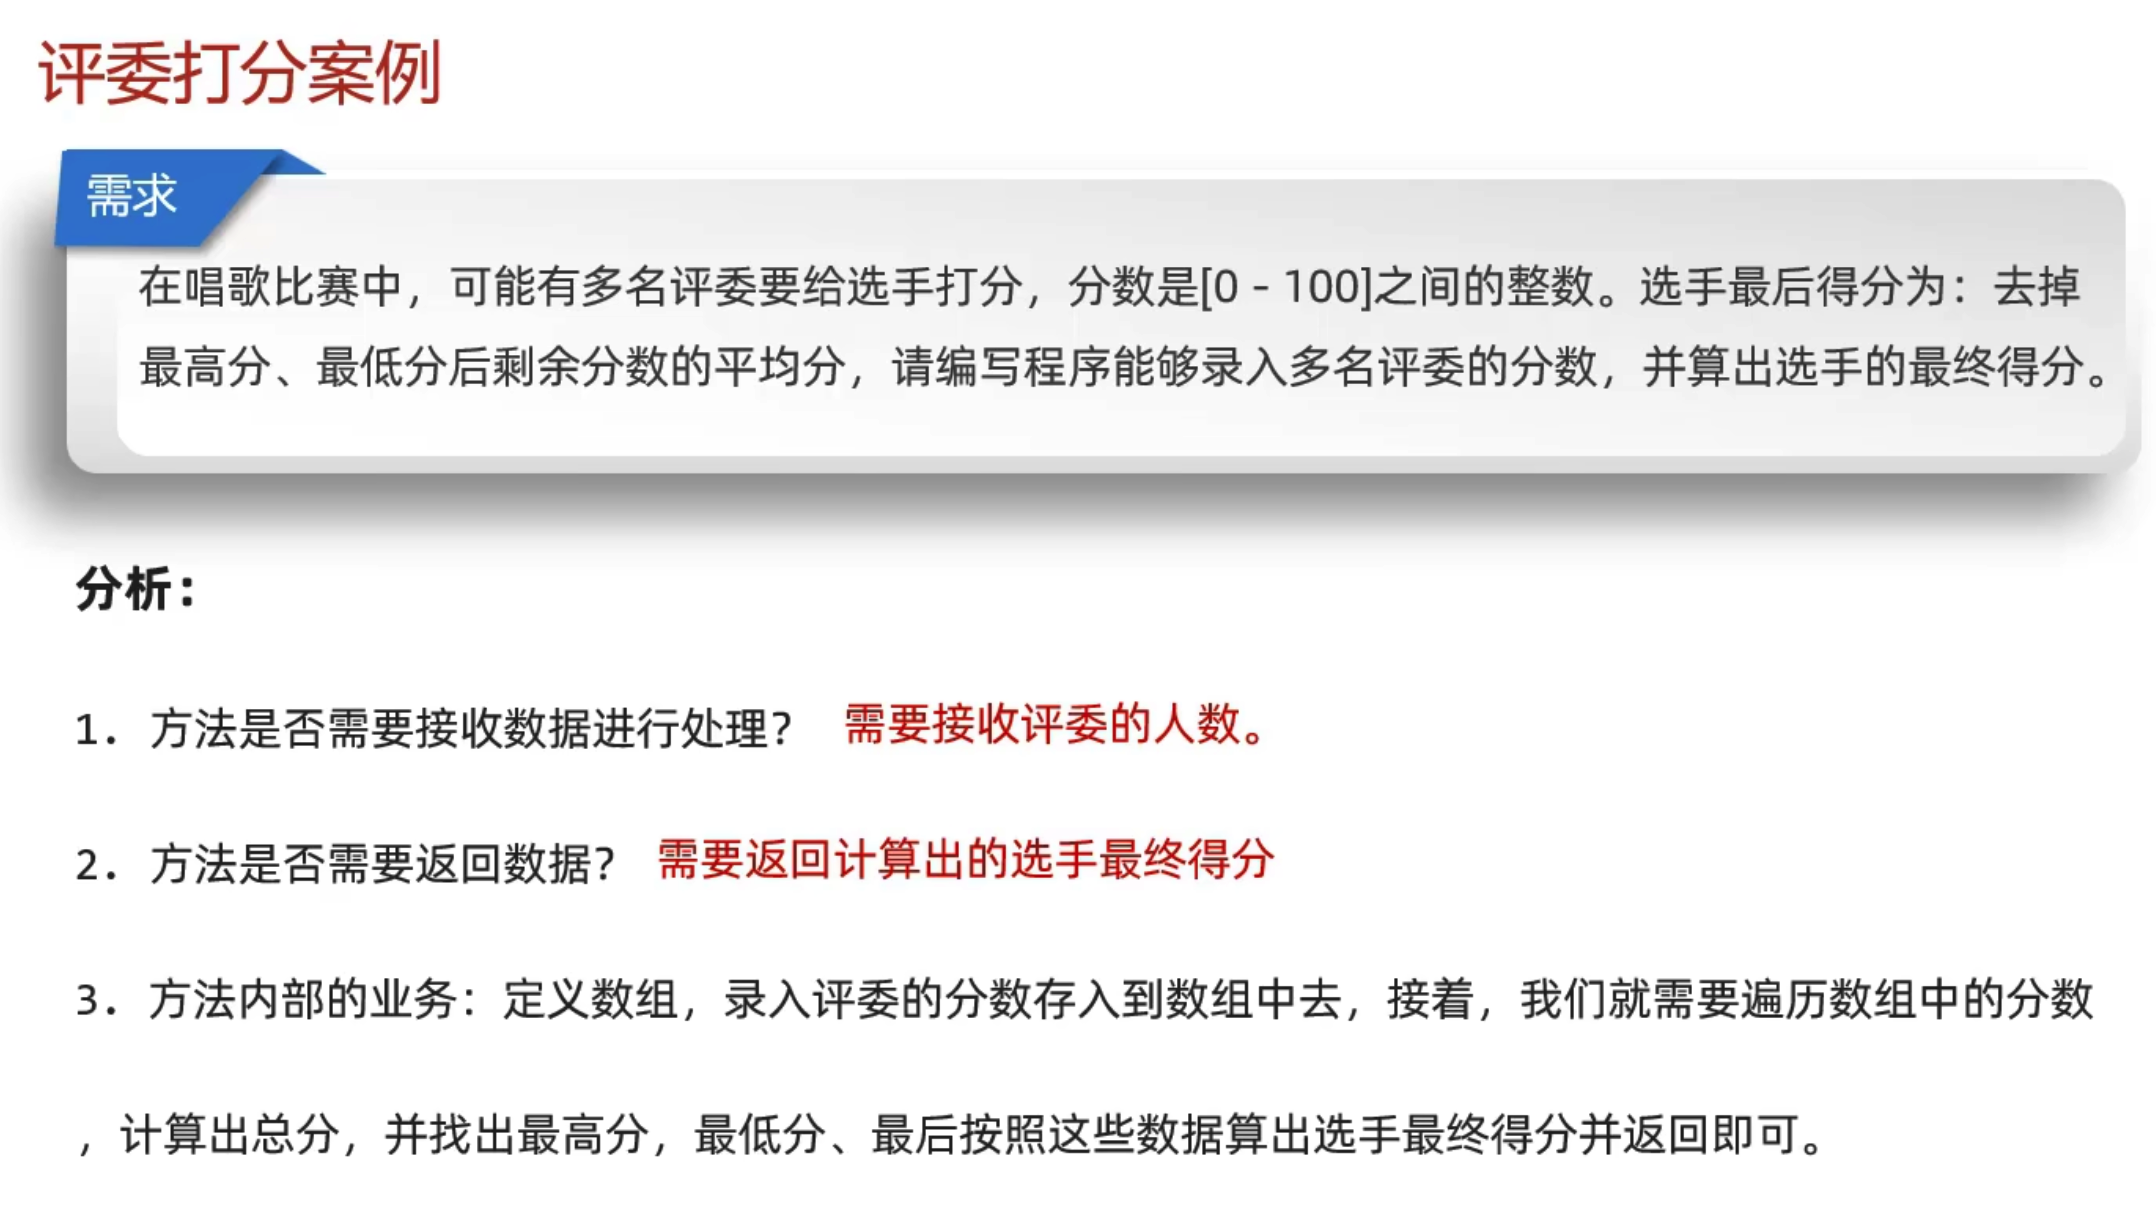 评委打分案例
需求
在唱歌比赛中，可能有多名评委要给选手打分，分数是[0 - 100]之间的整数。选手最后得分为：去掉
最高分、最低分后剩余分数的平均分，请编写程序能够录入多名评委的分数，并算出选手的最终得分。
分析：
1. 方法是否需要接收数据进行处理？ 需要接收评委的人数。
2. 方法是否需要返回数据？ 需要返回计算出的选手最终得分
3. 方法内部的业务：定义数组，录入评委的分数存入到数组中去，接着，我们就需要遍历数组中的分数
，计算出总分，并找出最高分，最低分、最后按照这些数据算出选手最终得分并返回即可。